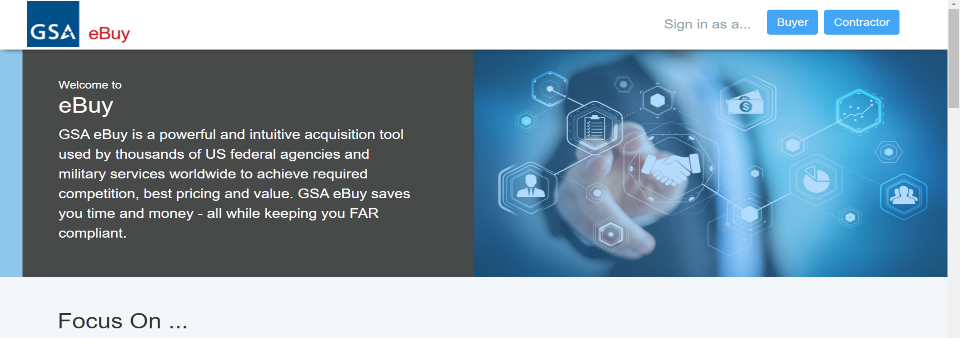 GSA eBuy
Sign in as a... Buyer Contractor
Welcome to
eBuy
GSA eBuy is a powerful and intuitive acquisition tool
used by thousands of US federal agencies and
military services worldwide to achieve required
competition, best pricing and value. GSA eBuy saves
you time and money - all while keeping you FAR
compliant.
Focus On ...